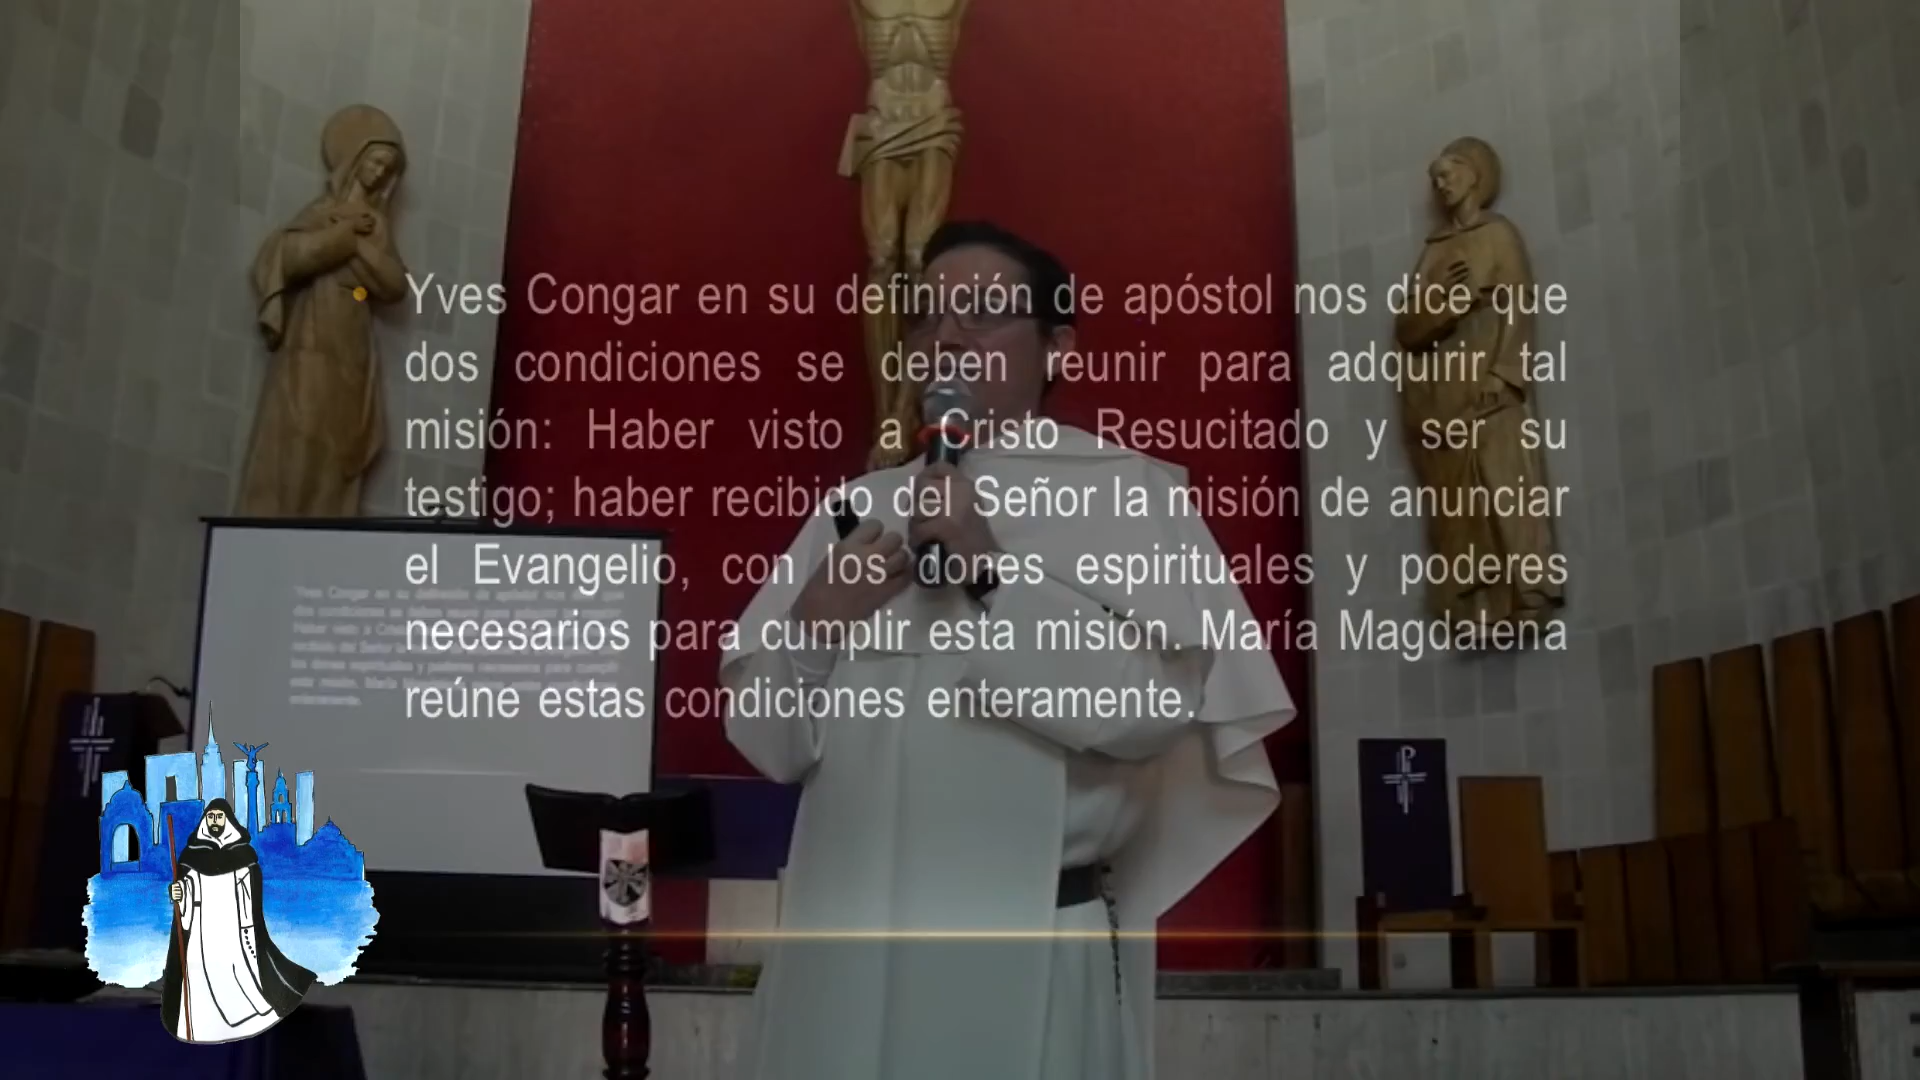 Yves Congar en su definición de apóstol nos dice que
dos condiciones se deben reunir para adquirir tal
misión: Haber visto a Cristo Resucitado y ser su
testigo; haber recibido del Señor la misión de anunciar
el Evangelio, con los dones espirituales y poderes
necesarios para cumplir esta misión. María Magdalena
reúne estas condiciones enteramente.